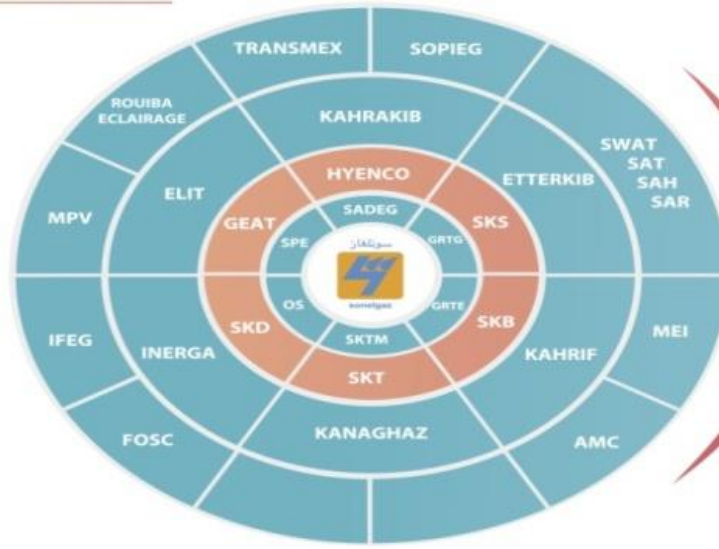 TRANSMEX
SOPIEG
ROUIBA
ECLAIRAGE
KAHRAKIB
SWAT
SAT
SAH
SAR
ELIT
HYENCO
ETTERKIB
MPV
GEAT
SADEG
SKS
SPE
GRTG
سونلغاز
sonelgaz
OS
GRTE
IFEG
INERGA
SKD
SKTM
SKB
KAHRIF
MEI
SKT
FOSC
KANAGHAZ
AMC